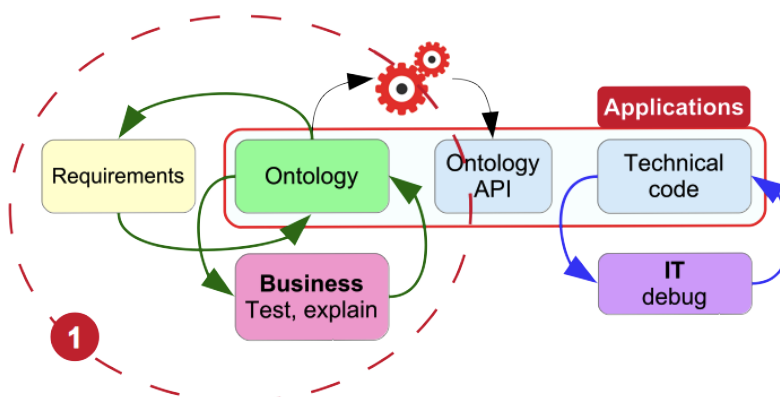 Applications
Requirements
Ontology
Ontology
API
Technical
code
Business
Test, explain
IT
debug
1